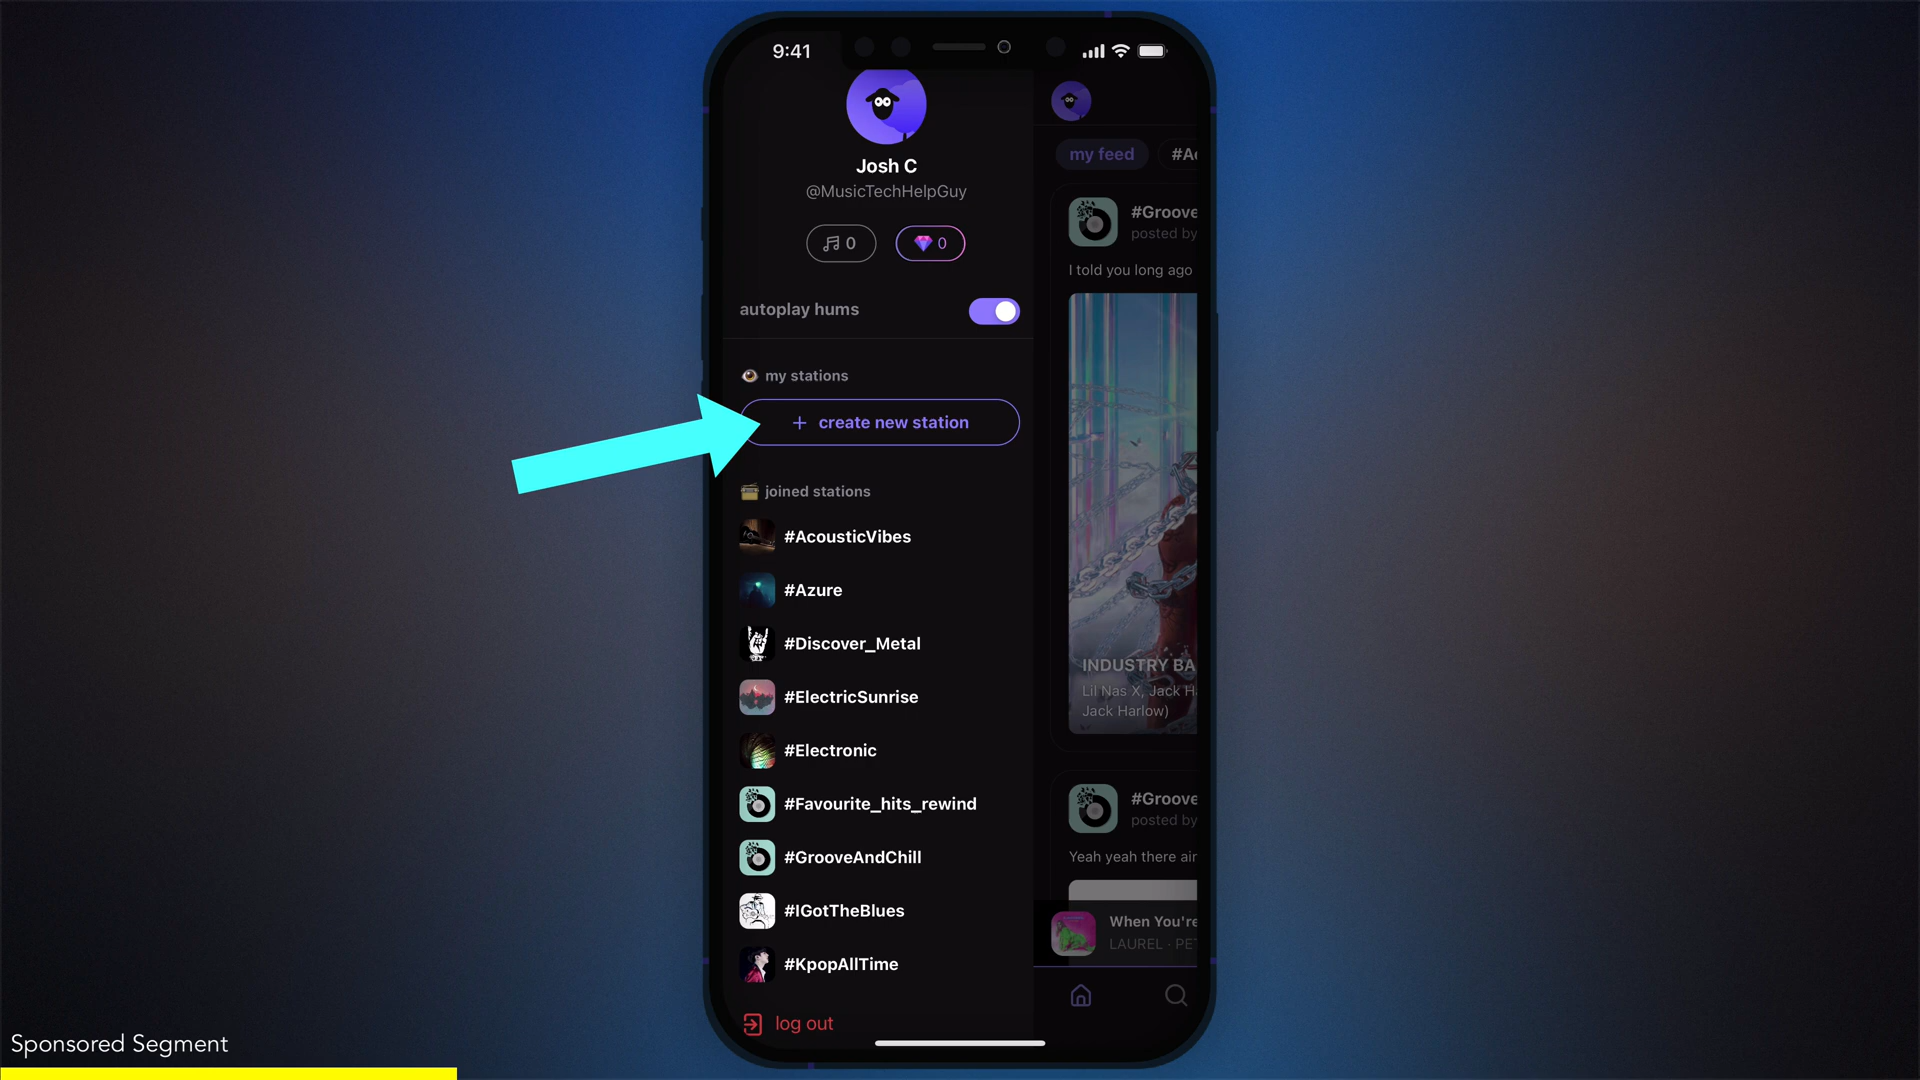 9:41
Josh C
@MusicTechHelpGuy
0
0
autoplay hums
my stations
+ create new station
joined stations
#AcousticVibes
#Azure
#Discover_Metal
#ElectricSunrise
#Electronic
#Favourite_hits_rewind
#GrooveAndChill
#IGotTheBlues
#KpopAllTime
log out
my feed
#Ac
#Groove
posted by
I told you long ago
INDUSTRY BA
Lil Nas X, Jack H
Jack Harlow)
#Groove
posted by
Yeah yeah there air
When You're
LAUREL · PET
Sponsored Segment